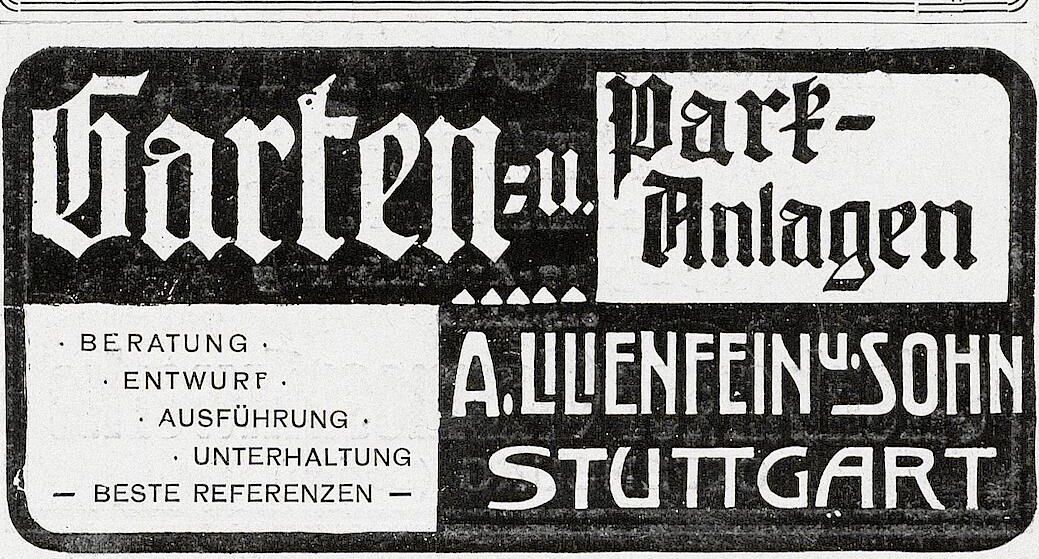 Garten-u.
Park-
Anlagen
· BERATUNG ·
· ENTWURF ·
· AUSFÜHRUNG ·
· UNTERHALTUNG
— BESTE REFERENZEN —
A. LILIENFEIN u. SOHN
STUTTGART